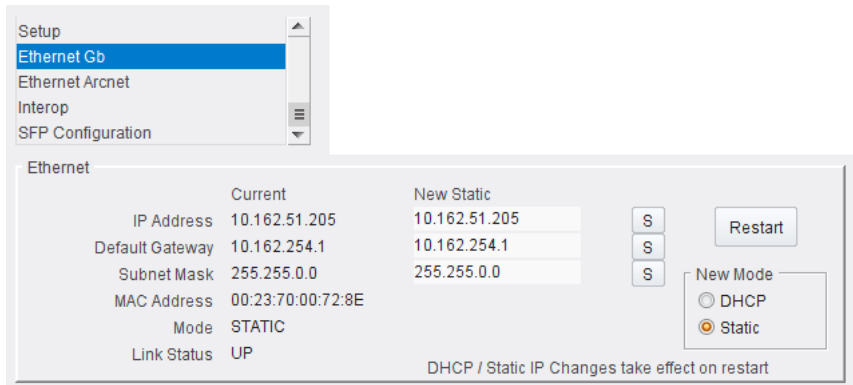 Setup
Ethernet Gb
Ethernet Arcnet
Interop
SFP Configuration
Ethernet
Current New Static
IP Address 10.162.51.205 10.162.51.205 S Restart
Default Gateway 10.162.254.1 10.162.254.1 S
Subnet Mask 255.255.0.0 255.255.0.0 S New Mode
MAC Address 00:23:70:00:72:8E DHCP
Mode STATIC Static
Link Status UP
DHCP / Static IP Changes take effect on restart